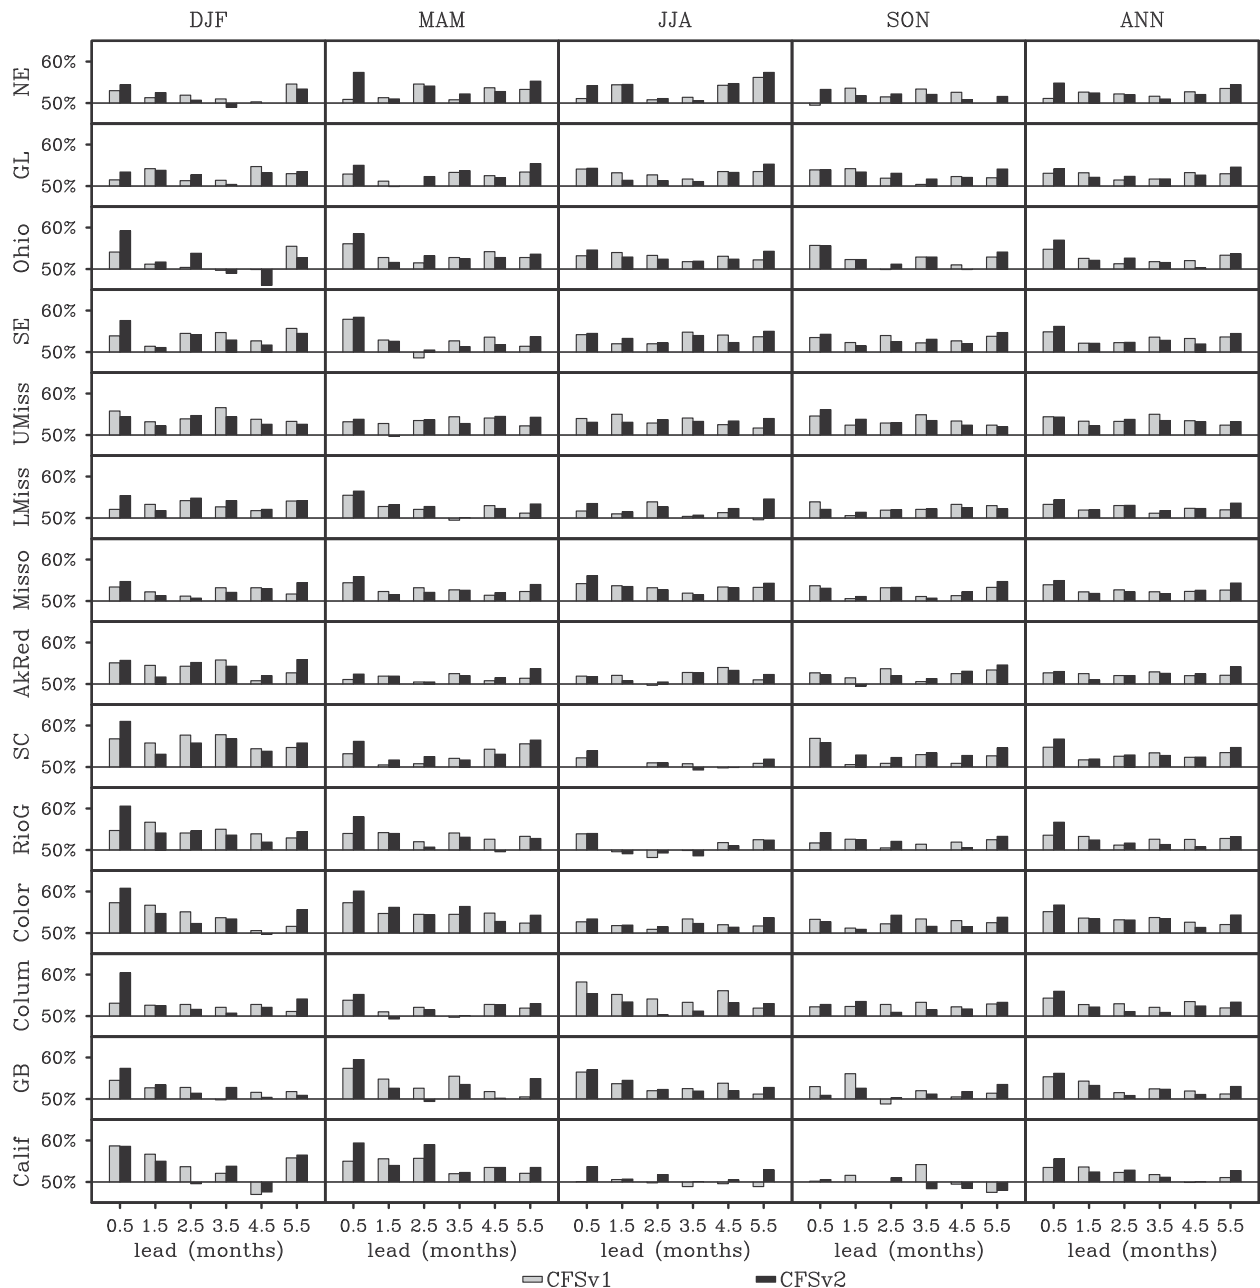 DJF MAM JJA SON ANN
NE 60% 50%
GL 60% 50%
Ohio 60% 50%
SE 60% 50%
UMiss 60% 50%
LMiss 60% 50%
Misso 60% 50%
AkRed 60% 50%
SC 60% 50%
RioG 60% 50%
Color 60% 50%
Colum 60% 50%
GB 60% 50%
Calif 60% 50%
0.5 1.5 2.5 3.5 4.5 5.5 0.5 1.5 2.5 3.5 4.5 5.5 0.5 1.5 2.5 3.5 4.5 5.5 0.5 1.5 2.5 3.5 4.5 5.5 0.5 1.5 2.5 3.5 4.5 5.5
lead (months) lead (months) lead (months) lead (months) lead (months)
CFSv1 CFSv2